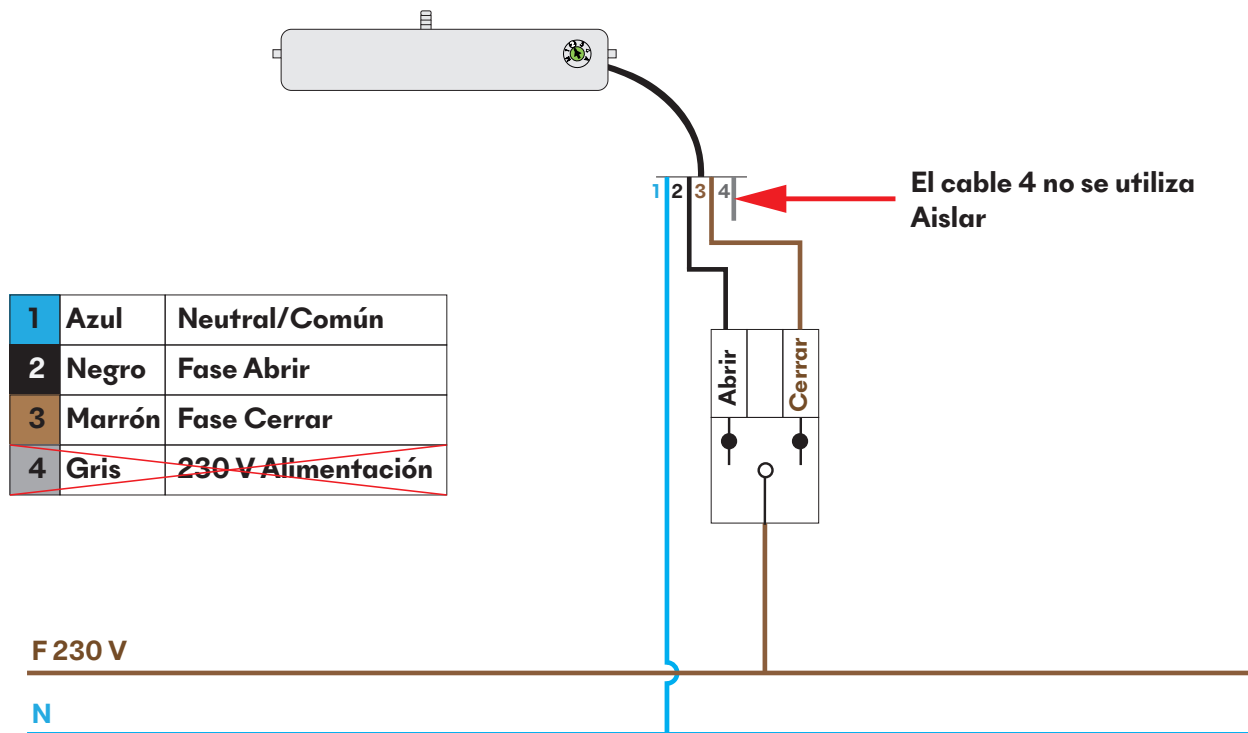 1 2 3 4
El cable 4 no se utiliza
Aislar
1 Azul Neutral/Común
2 Negro Fase Abrir
3 Marrón Fase Cerrar
4 Gris 230 V Alimentación
Abrir
Cerrar
F 230 V
N